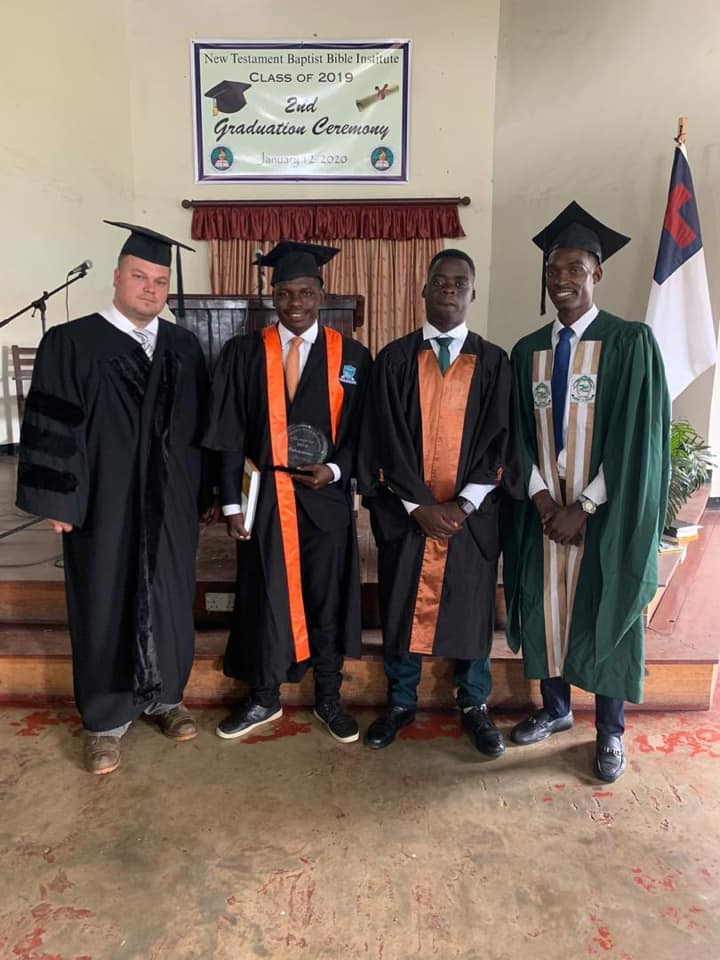 New Testament Baptist Bible Institute
CLASS OF 2019
2nd
Graduation Ceremony
January 12 2020